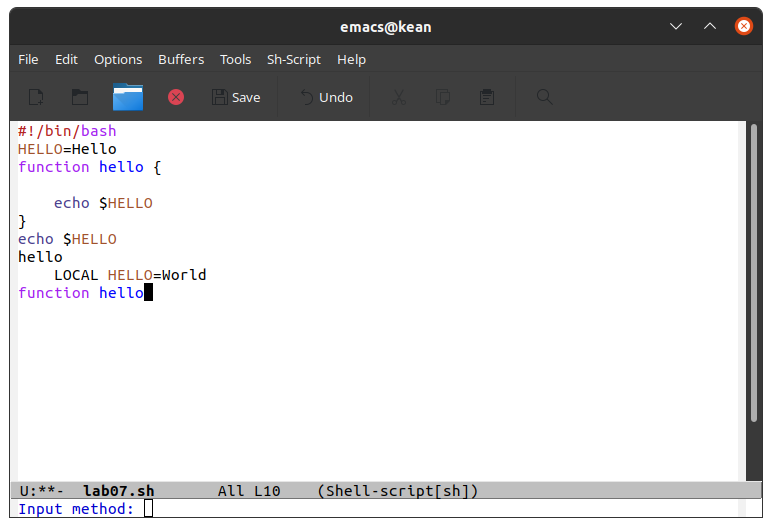 emacs@kean
File Edit Options Buffers Tools Sh-Script Help
Save Undo
#!/bin/bash
HELLO=Hello
function hello {
    echo $HELLO
}
echo $HELLO
hello
    LOCAL HELLO=World
function hello
U:**-  lab07.sh       All L10    (Shell-script[sh])
Input method: